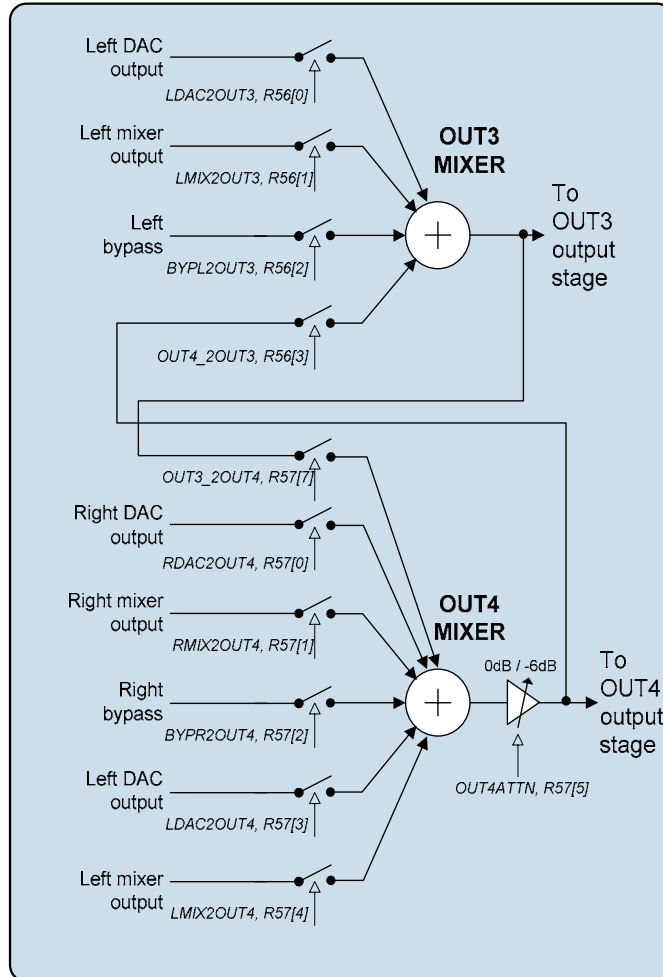 Left DAC
output
LDAC2OUT3, R56[0]
Left mixer
output
LMIX2OUT3, R56[1]
OUT3
MIXER
Left
bypass
BYPL2OUT3, R56[2]
To
OUT3
output
stage
OUT4_2OUT3, R56[3]
OUT3_2OUT4, R57[7]
Right DAC
output
RDAC2OUT4, R57[0]
Right mixer
output
RMIX2OUT4, R57[1]
OUT4
MIXER
Right
bypass
BYPR2OUT4, R57[2]
0dB / -6dB
To
OUT4
output
stage
OUT4ATTN, R57[5]
Left DAC
output
LDAC2OUT4, R57[3]
Left mixer
output
LMIX2OUT4, R57[4]